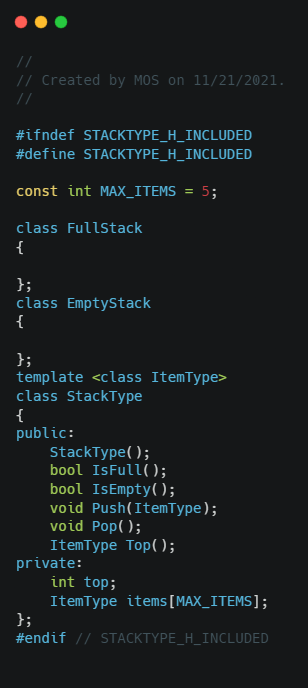 //
// Created by MOS on 11/21/2021.
//
#ifndef STACKTYPE_H_INCLUDED
#define STACKTYPE_H_INCLUDED
const int MAX_ITEMS = 5;
class FullStack
{
};
class EmptyStack
{
};
template <class ItemType>
class StackType
{
public:
    StackType();
    bool IsFull();
    bool IsEmpty();
    void Push(ItemType);
    void Pop();
    ItemType Top();
private:
    int top;
    ItemType items[MAX_ITEMS];
};
#endif // STACKTYPE_H_INCLUDED